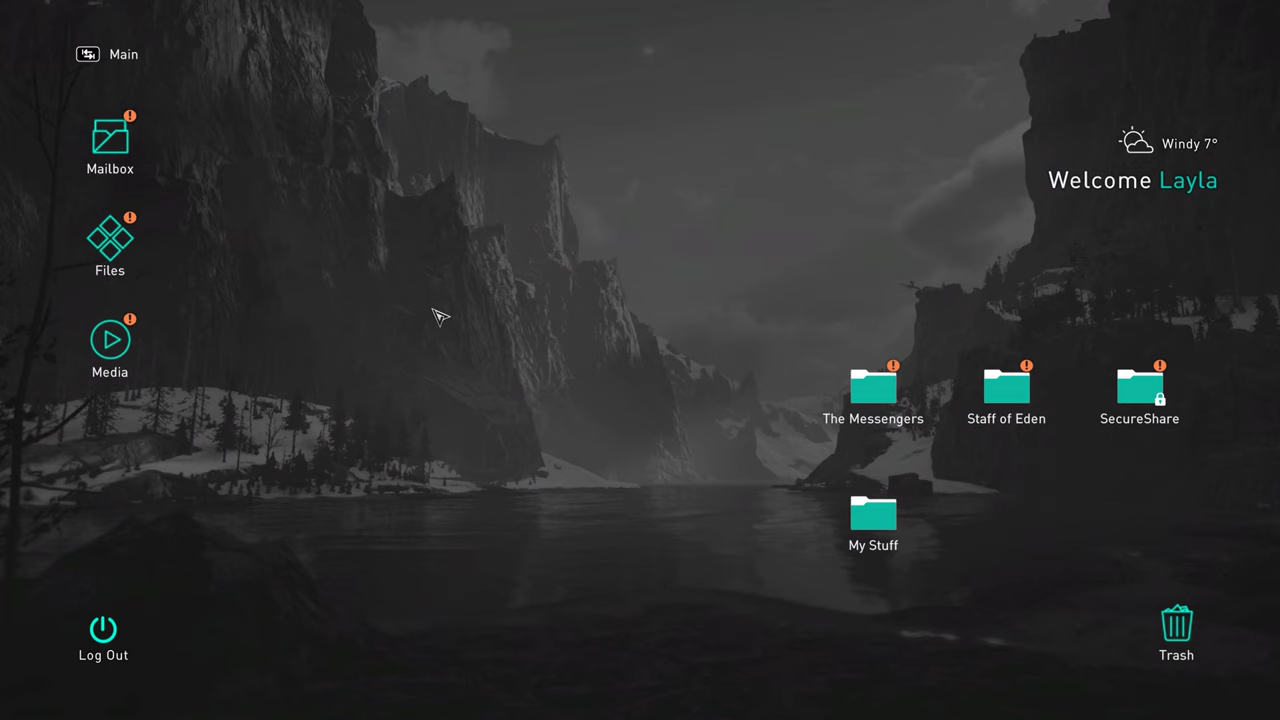 Main
Mailbox
Files
Media
Log Out
Windy 7°
Welcome Layla
The Messengers
Staff of Eden
SecureShare
My Stuff
Trash